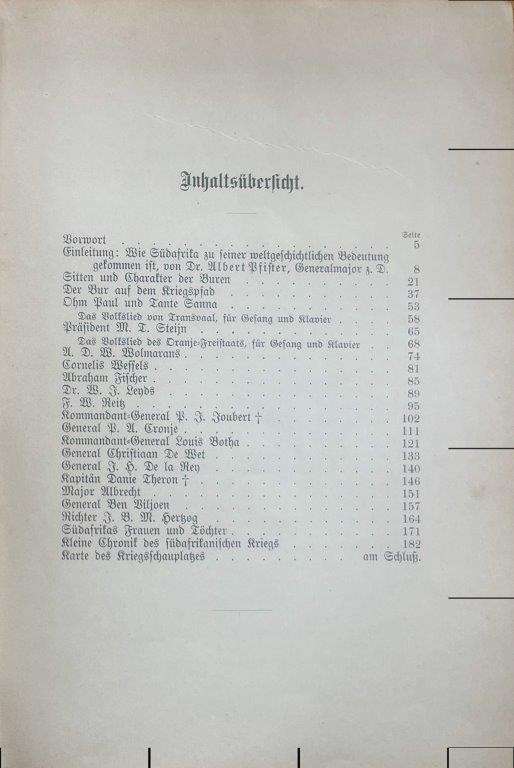 Inhaltsübersicht.
Seite
Vorwort . . . . . . . . . . . . . . . 5
Einleitung: Wie Südafrika zu seiner weltgeschichtlichen Bedeutung
gekommen ist, von Dr. Albert Pfister, Generalmajor z. D. 8
Sitten und Charakter der Buren . . . . . . . . . 21
Der Bur auf dem Kriegspfad . . . . . . . . . . 37
Ohm Paul und Tante Sanna . . . . . . . . . . 53
Das Volkslied von Transvaal, für Gesang und Klavier . . . . 58
Präsident M. T. Steijn . . . . . . . . . . . 65
Das Volkslied des Oranje-Freistaats, für Gesang und Klavier . . 68
A. D. W. Wolmarans . . . . . . . . . . . . 74
Cornelis Wessels . . . . . . . . . . . . . 81
Abraham Fischer . . . . . . . . . . . . . 85
Dr. W. J. Leyds . . . . . . . . . . . . . 89
F. W. Reitz . . . . . . . . . . . . . . 95
Kommandant-General P. J. Joubert † . . . . . . . 102
General P. A. Cronje . . . . . . . . . . . . 111
Kommandant-General Louis Botha . . . . . . . . 121
General Christiaan De Wet . . . . . . . . . . 133
General J. H. De la Rey . . . . . . . . . . . 140
Kapitän Danie Theron † . . . . . . . . . . . 146
Major Albrecht . . . . . . . . . . . . . 151
General Ben Viljoen . . . . . . . . . . . . 157
Richter J. B. M. Hertzog . . . . . . . . . . . 164
Südafrikas Frauen und Töchter . . . . . . . . . 171
Kleine Chronik des südafrikanischen Kriegs . . . . . . 182
Karte des Kriegsschauplatzes . . . . . . . am Schluß.